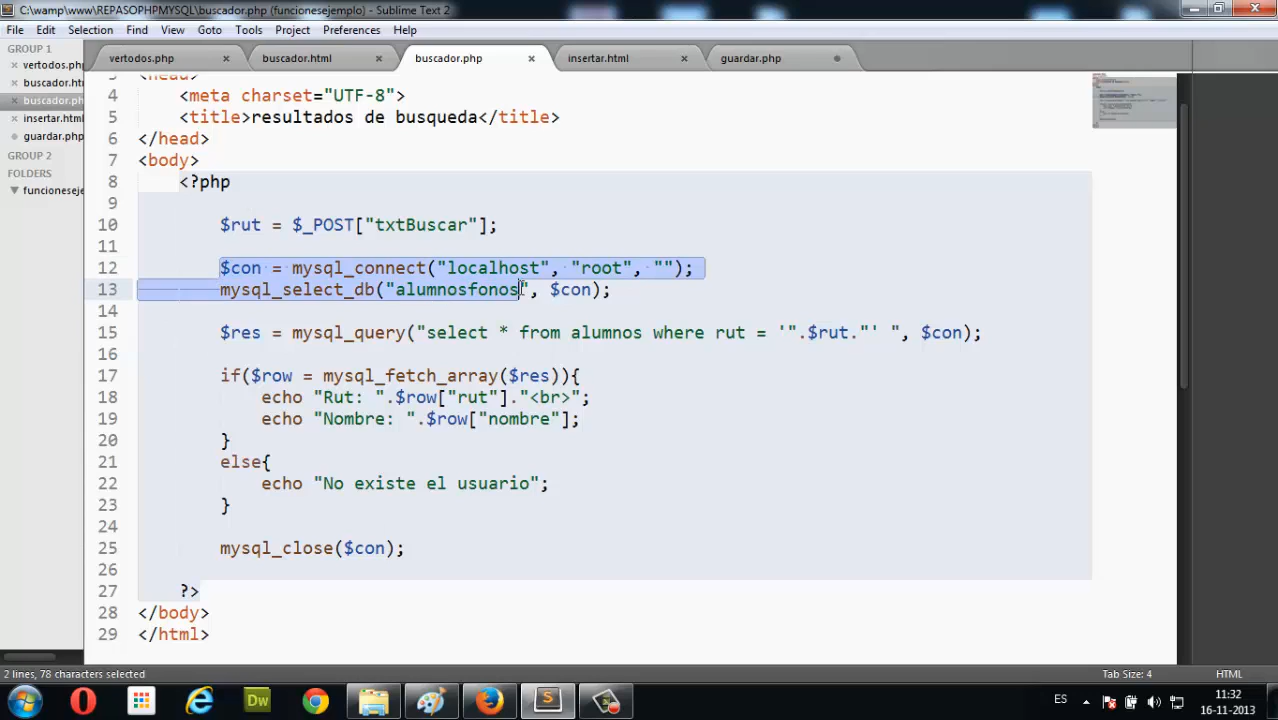 C:\wamp\www\REPASOPHPMYSQL\buscador.php (funcionesejemplo) - Sublime Text 2
File Edit Selection Find View Goto Tools Project Preferences Help
GROUP 1
vertodos.php
buscador.htm
buscador.php
insertar.html
guardar.php
GROUP 2
FOLDERS
funcioneseje
vertodos.php buscador.html buscador.php insertar.html guardar.php
3 <head>
4 <meta charset="UTF-8">
5 <title>resultados de busqueda</title>
6 </head>
7 <body>
8 <?php
9
10 $rut = $_POST["txtBuscar"];
11
12 $con = mysql_connect("localhost", "root", "");
13 mysql_select_db("alumnosfonos", $con);
14
15 $res = mysql_query("select * from alumnos where rut = '".$rut."' ", $con);
16
17 if($row = mysql_fetch_array($res)){
18 echo "Rut: ".$row["rut"]."<br>";
19 echo "Nombre: ".$row["nombre"];
20 }
21 else{
22 echo "No existe el usuario";
23 }
24
25 mysql_close($con);
26
27 ?>
28 </body>
29 </html>
2 lines, 78 characters selected
Tab Size: 4 HTML
Dw
S
ES
11:32
16-11-2013